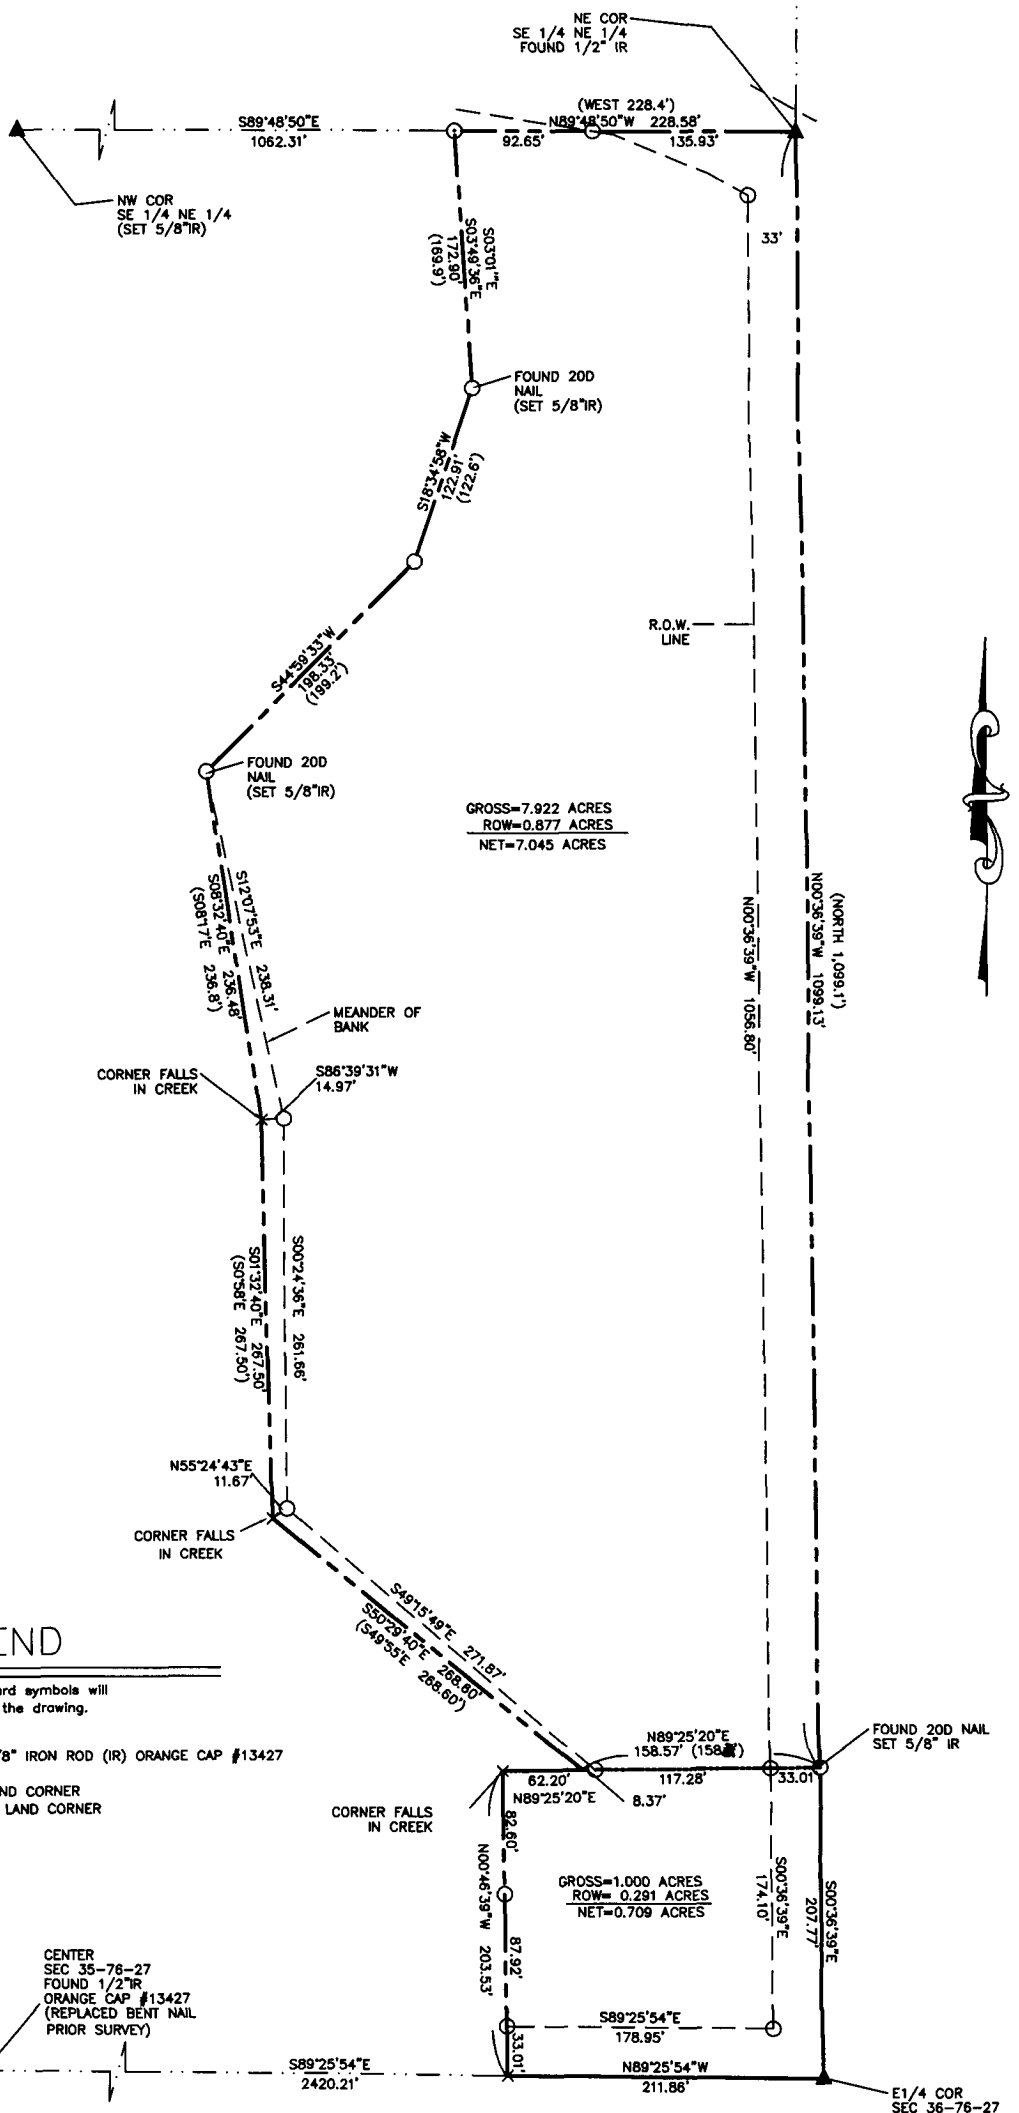 NE COR
SE 1/4 NE 1/4
FOUND 1/2" IR
(WEST 228.4')
N89°48'50"W 228.58'
92.65'
135.93'
S89°48'50"E
1062.31'
NW COR
SE 1/4 NE 1/4
(SET 5/8"IR)
33'
S03°01'E
S03°49'36"E
172.90'
(169.9')
FOUND 20D
NAIL
(SET 5/8"IR)
S18°34'58"W
122.91'
(122.6')
R.O.W.
LINE
S44°59'33"W
198.33'
(199.2')
FOUND 20D
NAIL
(SET 5/8"IR)
GROSS=7.922 ACRES
ROW=0.877 ACRES
NET=7.045 ACRES
(NORTH 1,099.1')
N00°36'39"W 1099.13'
N00°36'39"W 1056.80'
S12°07'53"E 238.31'
S08°32'40"E 236.48'
(S08°17'E 236.8')
MEANDER OF
BANK
CORNER FALLS
IN CREEK
S86°39'31"W
14.97'
S00°24'36"E 261.66'
S01°32'40"E 267.50'
(S0°58'E 267.50')
N55°24'43"E
11.67'
CORNER FALLS
IN CREEK
S49°15'49"E 271.87'
S50°29'40"E 268.60'
(S49°55'E 268.60')
END
rd symbols will
the drawing.
/8" IRON ROD (IR) ORANGE CAP #13427
ND CORNER
LAND CORNER
N89°25'20"E
158.57'
FOUND 20D NAIL
SET 5/8" IR
62.20'
117.28'
33.01'
N89°25'20"E
8.37'
CORNER FALLS
IN CREEK
82.60'
N00°46'39"W 203.53'
87.92'
33.01'
GROSS=1.000 ACRES
ROW= 0.291 ACRES
NET=0.709 ACRES
S00°36'39"E
174.10'
S00°36'39"E
207.77'
S89°25'54"E
178.95'
CENTER
SEC 35-76-27
FOUND 1/2"IR
ORANGE CAP #13427
(REPLACED BENT NAIL
PRIOR SURVEY)
S89°25'54"E
2420.21'
N89°25'54"W
211.86'
E1/4 COR
SEC 36-76-27